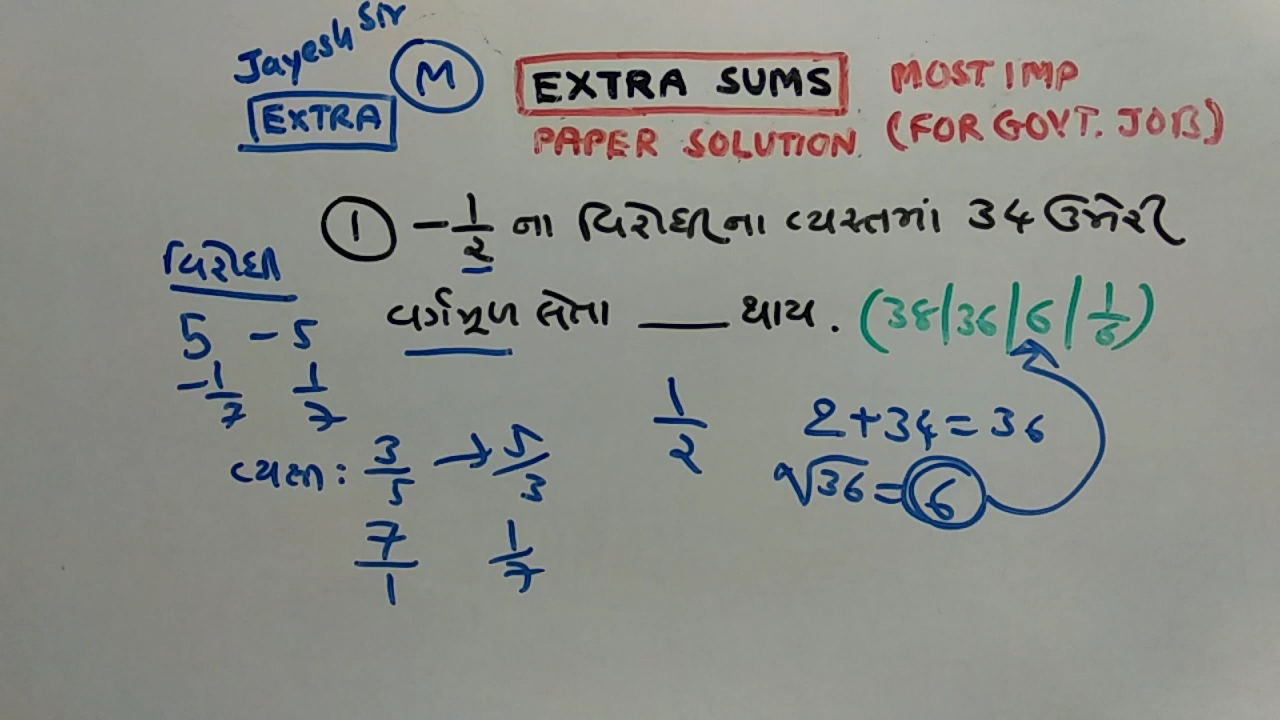 Jayesh Sir
M
EXTRA
EXTRA SUMS
MOST IMP
PAPER SOLUTION
(FOR GOVT. JOB)
① -1/2 ના વિરોધીના વ્યસ્તમાં 34 ઉમેરી
વર્ગમૂળ લેતા ___ થાય. (38|36|6|1/6)
વિરોધી
5 -5
-1/7 1/7
વ્યસ્ત: 3/5 → 5/3
7/1 1/7
1/2
2+34=36
√36=6